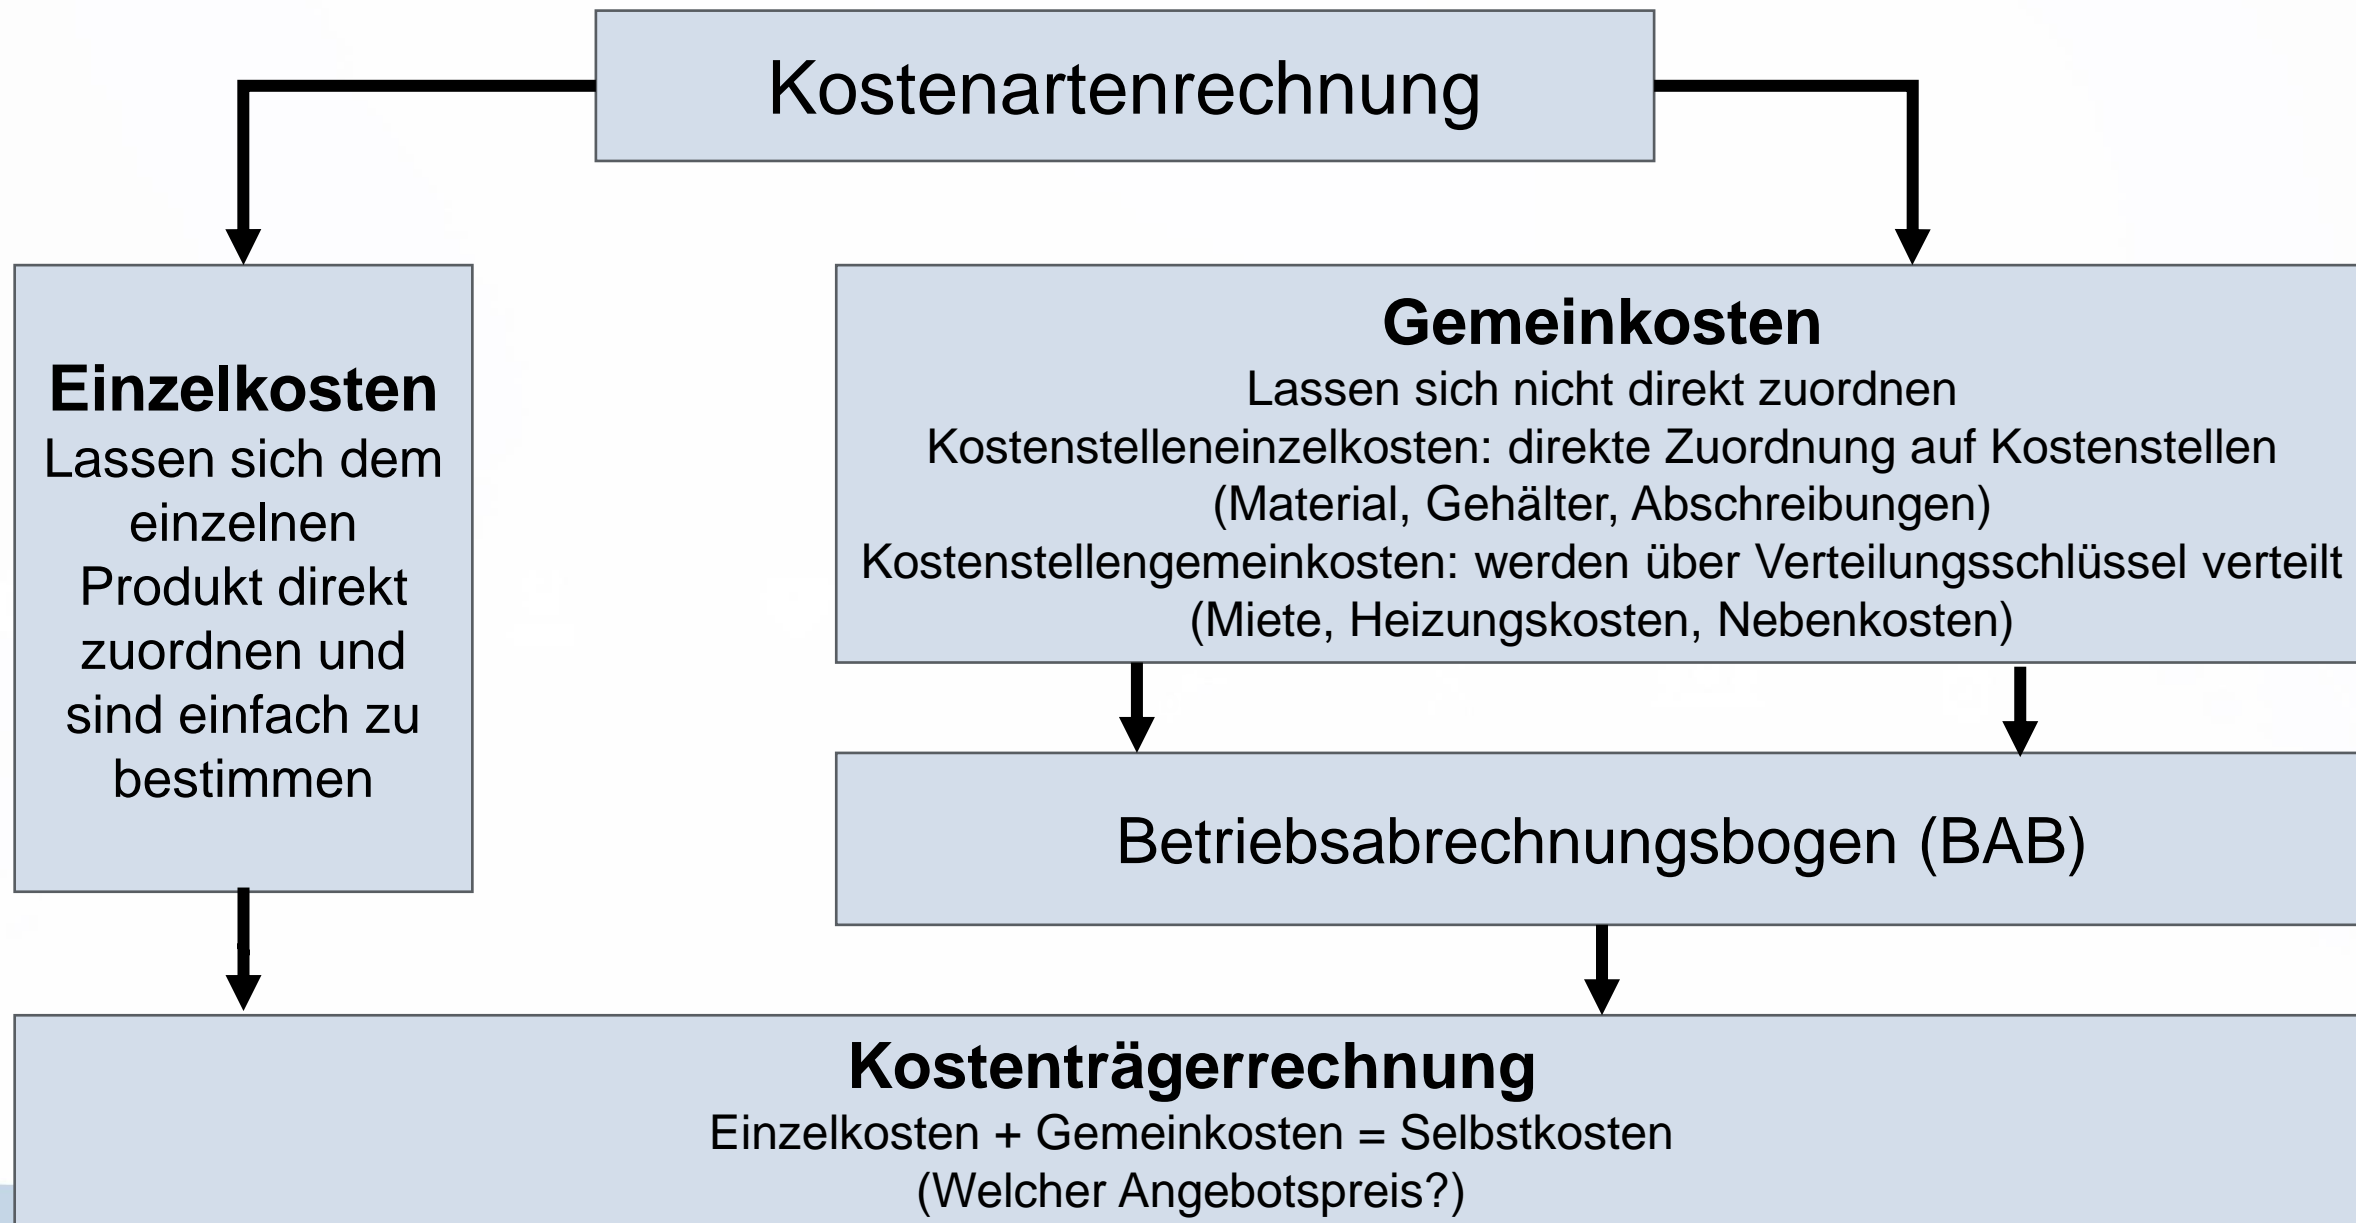 Kostenartenrechnung
Einzelkosten
Lassen sich dem
einzelnen
Produkt direkt
zuordnen und
sind einfach zu
bestimmen
Gemeinkosten
Lassen sich nicht direkt zuordnen
Kostenstelleneinzelkosten: direkte Zuordnung auf Kostenstellen
(Material, Gehälter, Abschreibungen)
Kostenstellengemeinkosten: werden über Verteilungsschlüssel verteilt
(Miete, Heizungskosten, Nebenkosten)
Betriebsabrechnungsbogen (BAB)
Kostenträgerrechnung
Einzelkosten + Gemeinkosten = Selbstkosten
(Welcher Angebotspreis?)